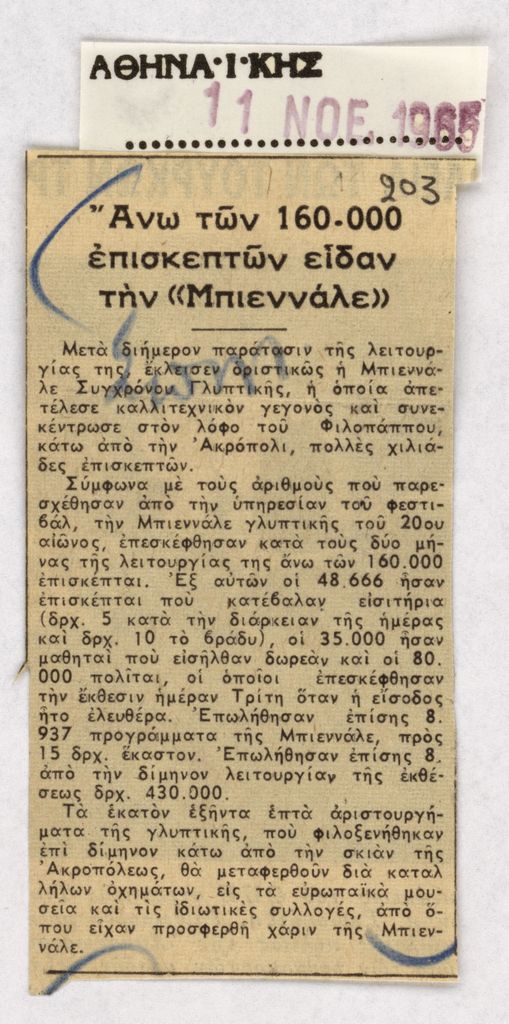 ΑΘΗΝΑ·Ι·ΚΗΣ
11 ΝΟΕ. 1965
203
Ἄνω τῶν 160.000
ἐπισκεπτῶν εἶδαν
τὴν «Μπιεννάλε»
Μετὰ διήμερον παράτασιν τῆς λειτουρ-
γίας της, ἔκλεισεν ὁριστικῶς ἡ Μπιεννά-
λε Συγχρόνου Γλυπτικῆς, ἡ ὁποία ἀπε-
τέλεσε καλλιτεχνικὸν γεγονὸς καὶ συνε-
κέντρωσε στὸν λόφο τοῦ Φιλοπάππου,
κάτω ἀπὸ τὴν Ἀκρόπολι, πολλὲς χιλιά-
δες ἐπισκεπτῶν.
Σύμφωνα μὲ τοὺς ἀριθμοὺς ποὺ παρε-
σχέθησαν ἀπὸ τὴν ὑπηρεσίαν τοῦ φεστι-
βάλ, τὴν Μπιεννάλε γλυπτικῆς τοῦ 20ου
αἰῶνος, ἐπεσκέφθησαν κατὰ τοὺς δύο μῆ-
νας τῆς λειτουργίας της ἄνω τῶν 160.000
ἐπισκέπται. Ἐξ αὐτῶν οἱ 48.666 ἦσαν
ἐπισκέπται ποὺ κατέβαλαν εἰσιτήρια
(δρχ. 5 κατὰ τὴν διάρκειαν τῆς ἡμέρας
καὶ δρχ. 10 τὸ βράδυ), οἱ 35.000 ἦσαν
μαθηταὶ ποὺ εἰσῆλθαν δωρεὰν καὶ οἱ 80.
000 πολῖται, οἱ ὁποῖοι ἐπεσκέφθησαν
τὴν ἔκθεσιν ἡμέραν Τρίτη ὅταν ἡ εἴσοδος
ἦτο ἐλευθέρα. Ἐπωλήθησαν ἐπίσης 8.
937 προγράμματα τῆς Μπιεννάλε, πρὸς
15 δρχ. ἕκαστον. Ἐπωλήθησαν ἐπίσης 8.
ἀπὸ τὴν δίμηνον λειτουργίαν τῆς ἐκθέ-
σεως δρχ. 430.000.
Τὰ ἑκατὸν ἑξῆντα ἑπτὰ ἀριστουργή-
ματα τῆς γλυπτικῆς, ποὺ φιλοξενήθηκαν
ἐπὶ δίμηνον κάτω ἀπὸ τὴν σκιὰν τῆς
Ἀκροπόλεως, θὰ μεταφερθοῦν διὰ καταλ
λήλων ὀχημάτων, εἰς τὰ εὐρωπαϊκὰ μου-
σεῖα καὶ τὶς ἰδιωτικὲς συλλογές, ἀπὸ ὅ-
που εἶχαν προσφερθῆ χάριν τῆς Μπιεν-
νάλε.